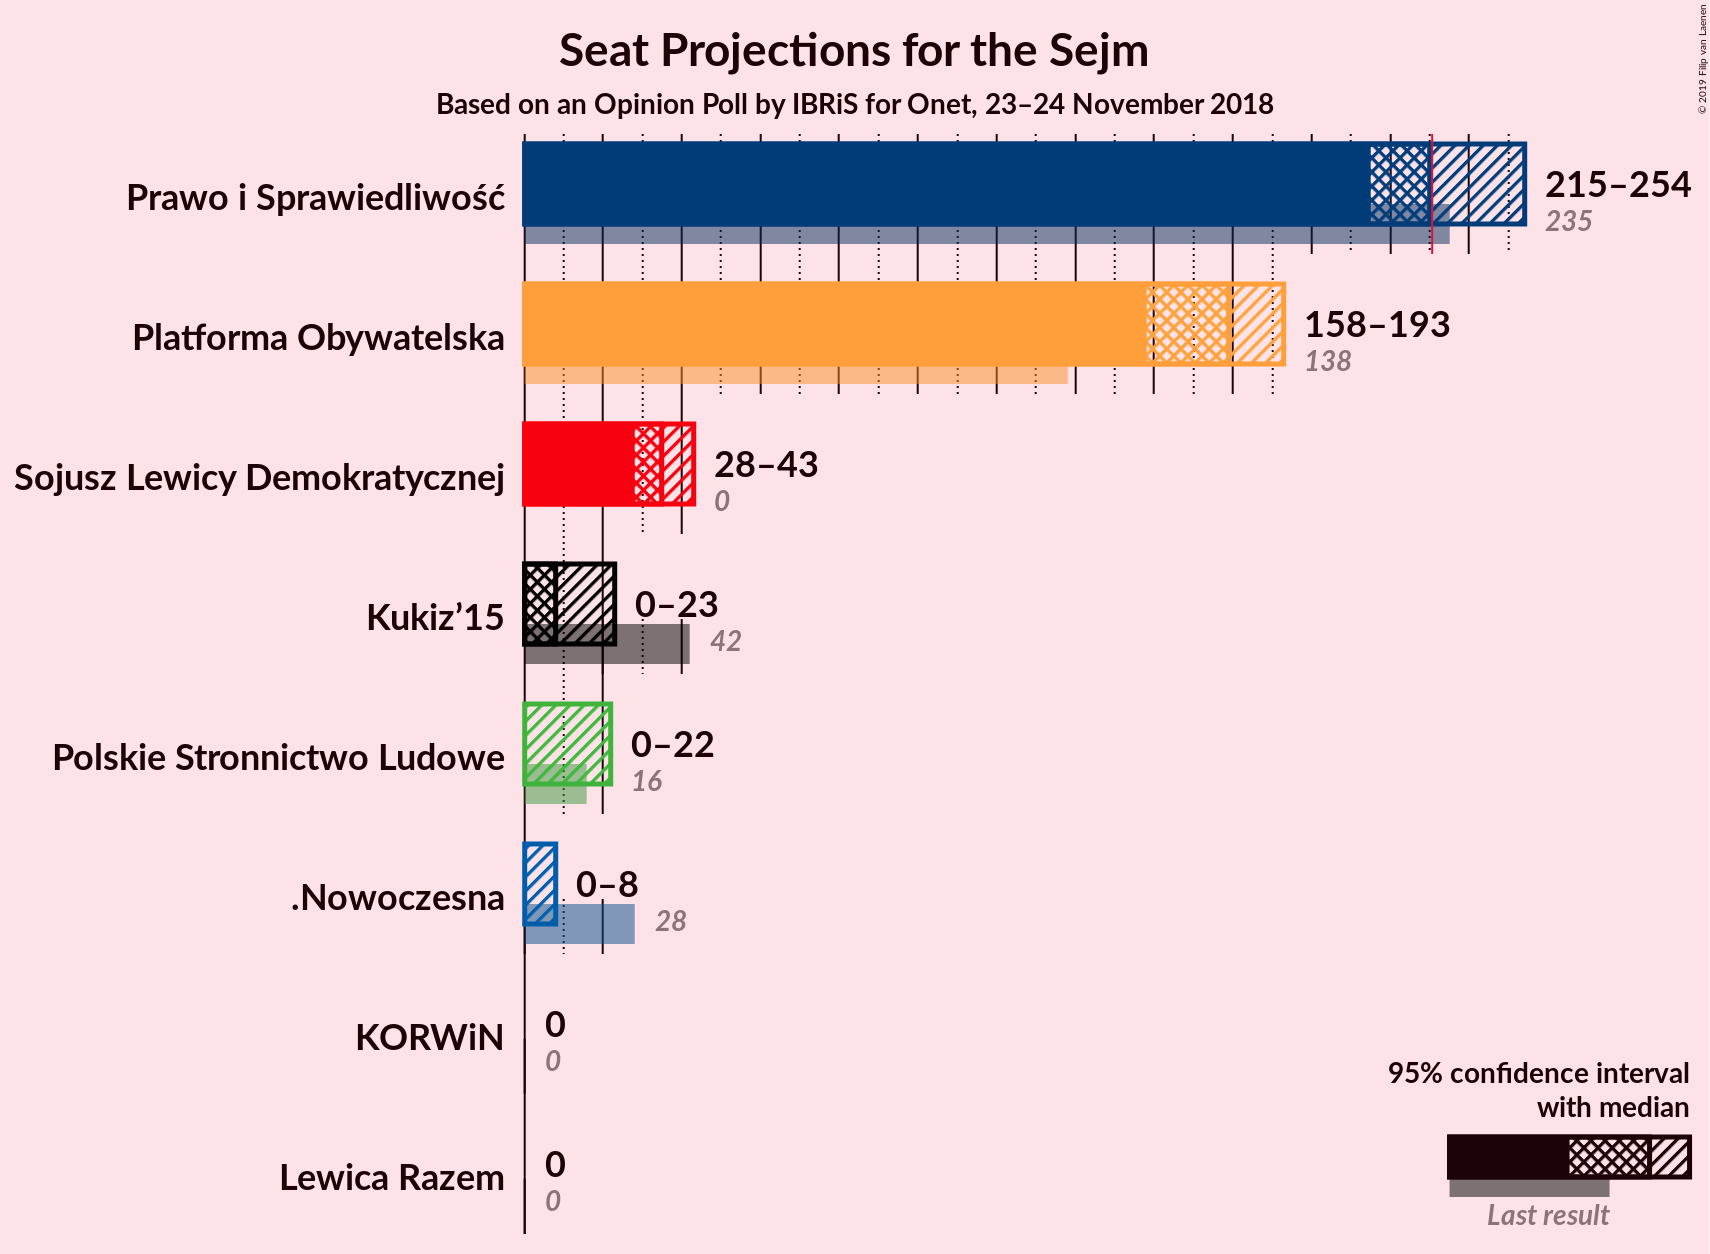 Seat Projections for the Sejm
Based on an Opinion Poll by IBRiS for Onet, 23–24 November 2018
© 2019 Filip van Laenen
Prawo i Sprawiedliwość
215–254
235
Platforma Obywatelska
158–193
138
Sojusz Lewicy Demokratycznej
28–43
0
Kukiz’15
0–23
42
Polskie Stronnictwo Ludowe
0–22
16
.Nowoczesna
0–8
28
KORWiN
0
0
Lewica Razem
0
0
95% confidence interval
with median
Last result